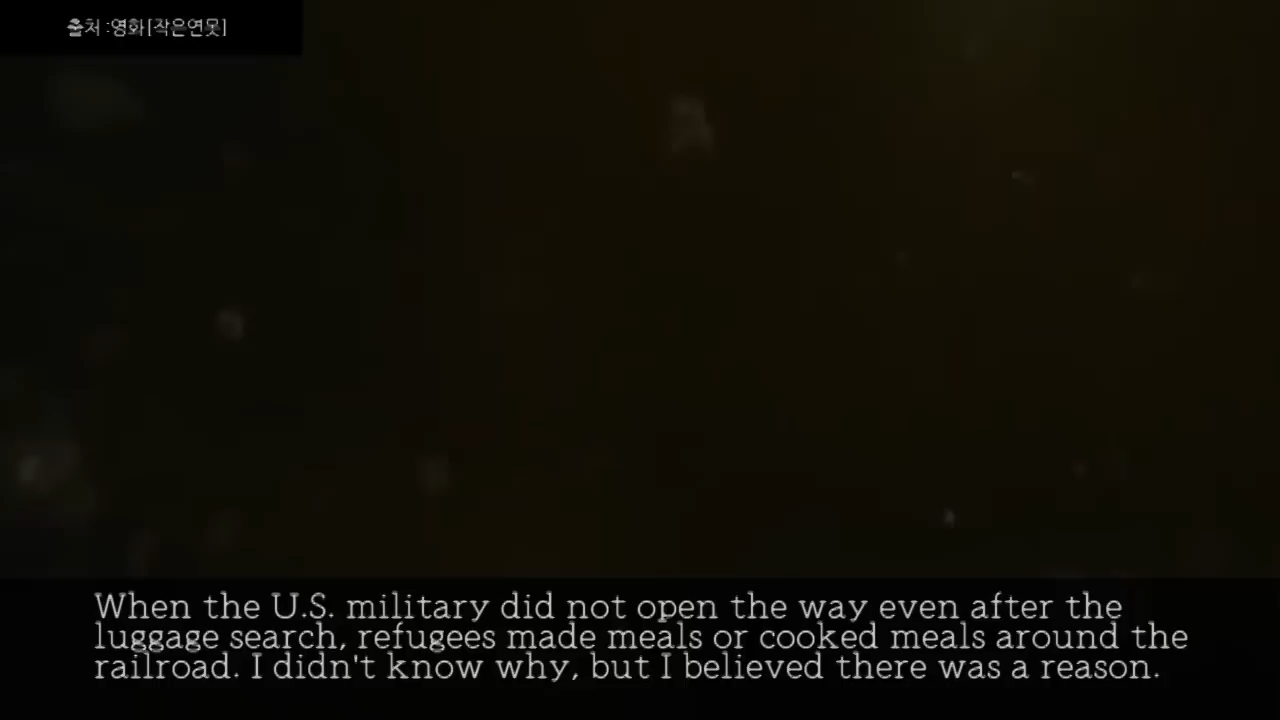 출처 :영화[작은연못]
When the U.S. military did not open the way even after the
luggage search, refugees made meals or cooked meals around the
railroad. I didn't know why, but I believed there was a reason.